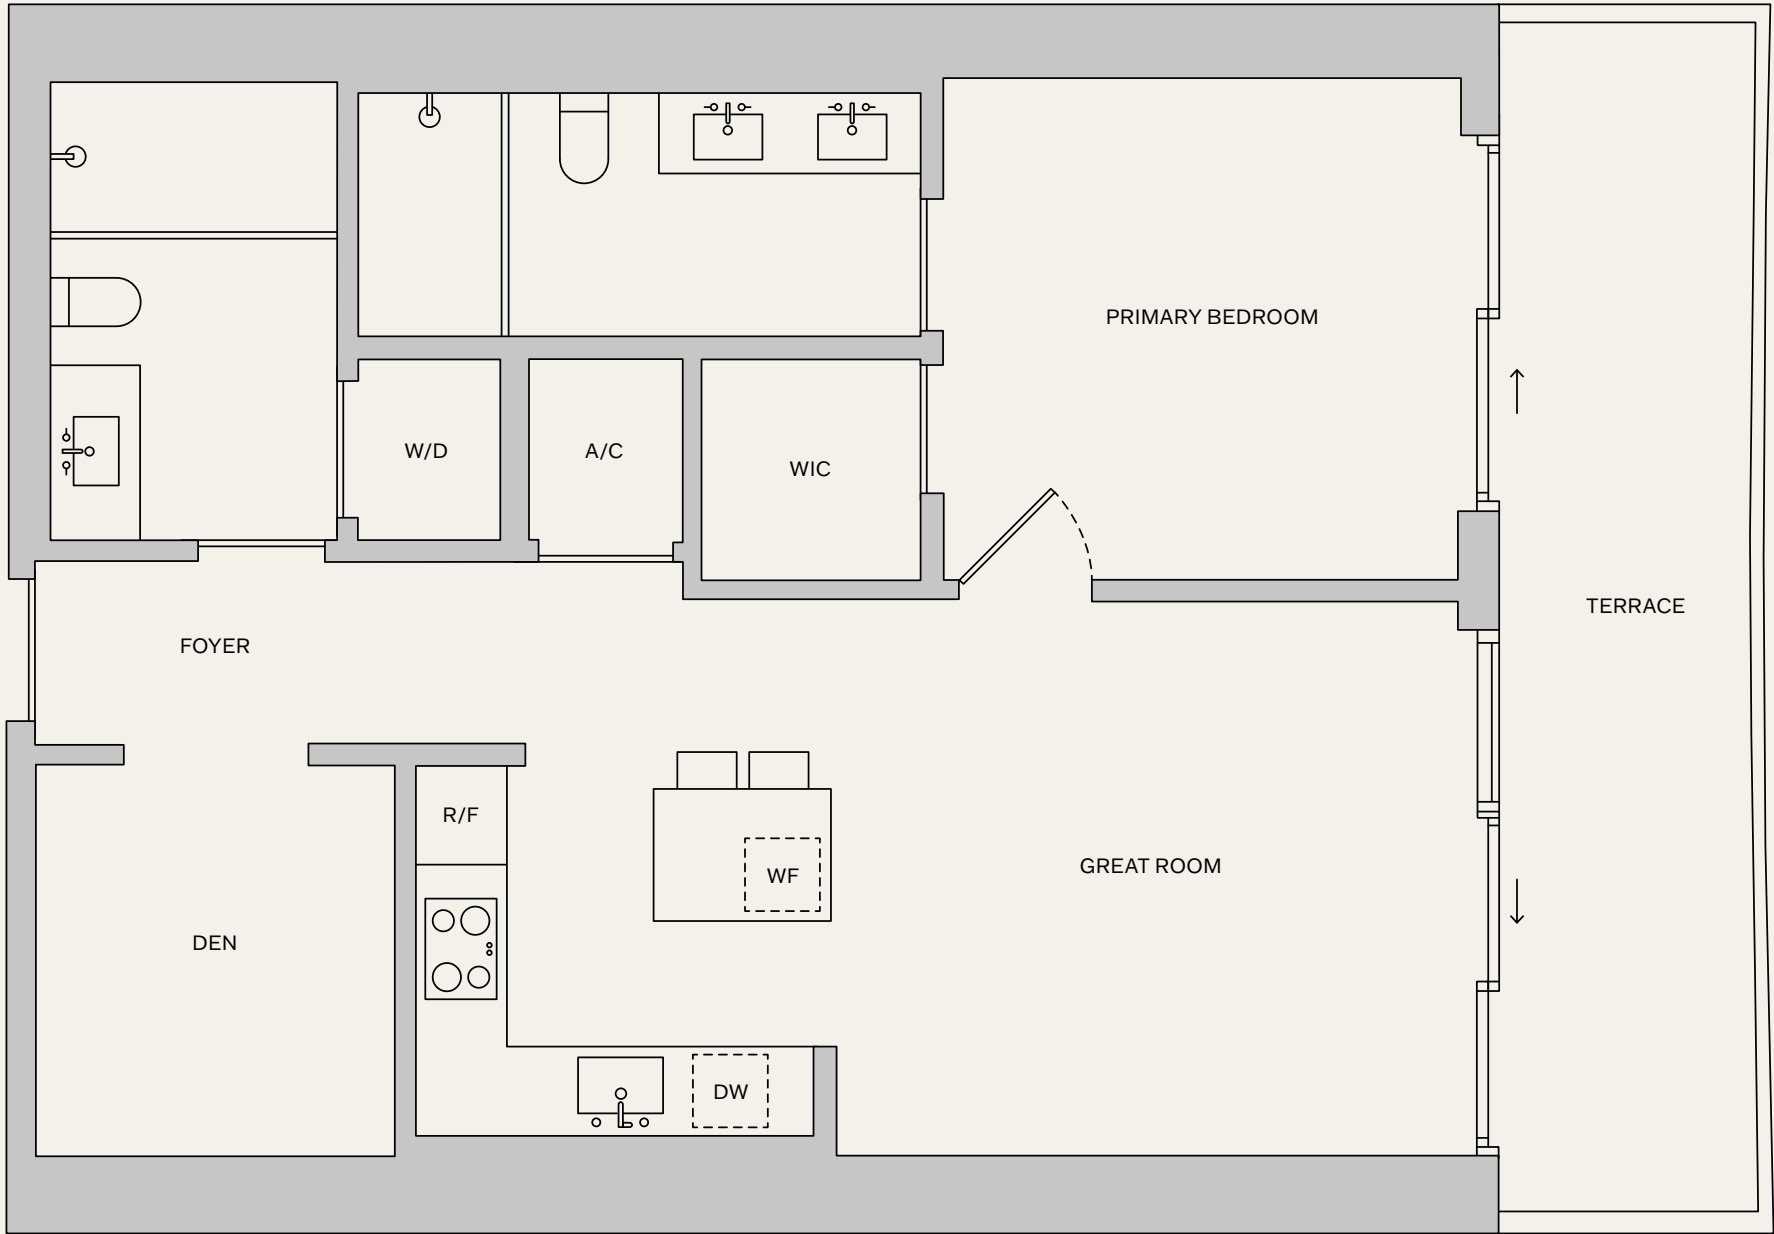 PRIMARY BEDROOM
W/D
A/C
WIC
TERRACE
FOYER
R/F
WF
GREAT ROOM
DEN
DW